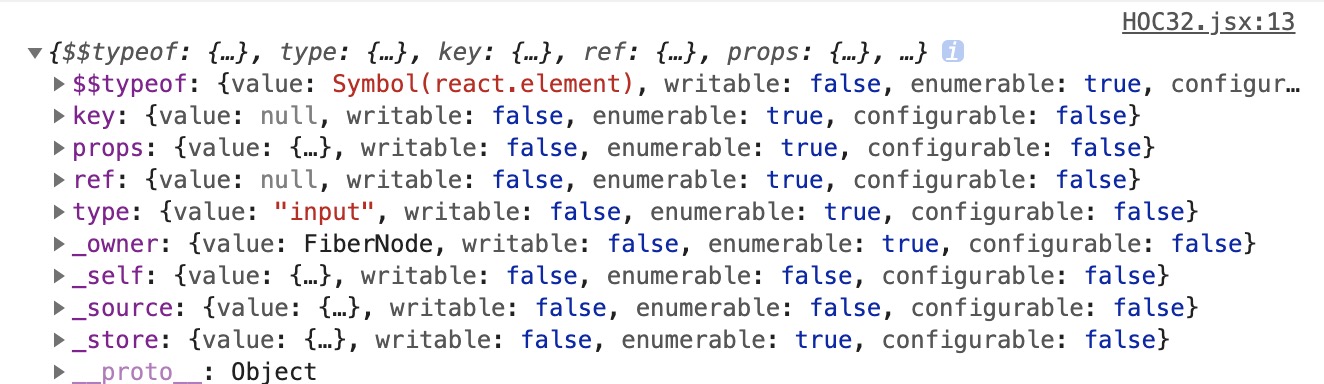 HOC32.jsx:13
▼{$$typeof: {…}, type: {…}, key: {…}, ref: {…}, props: {…}, …} i
▶$$typeof: {value: Symbol(react.element), writable: false, enumerable: true, configur…
▶key: {value: null, writable: false, enumerable: true, configurable: false}
▶props: {value: {…}, writable: false, enumerable: true, configurable: false}
▶ref: {value: null, writable: false, enumerable: true, configurable: false}
▶type: {value: "input", writable: false, enumerable: true, configurable: false}
▶_owner: {value: FiberNode, writable: false, enumerable: true, configurable: false}
▶_self: {value: {…}, writable: false, enumerable: false, configurable: false}
▶_source: {value: {…}, writable: false, enumerable: false, configurable: false}
▶_store: {value: {…}, writable: false, enumerable: true, configurable: false}
▶__proto__: Object